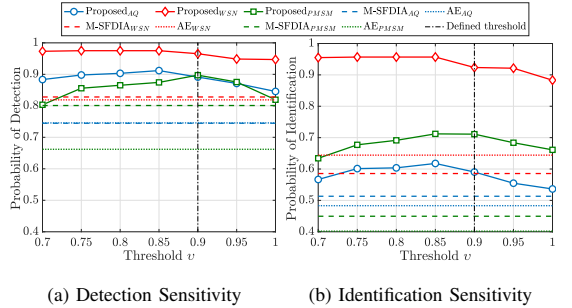 Proposed_AQ Proposed_WSN Proposed_PMSM M-SFDIA_AQ AE_AQ
M-SFDIA_WSN AE_WSN M-SFDIA_PMSM AE_PMSM Defined threshold
Probability of Detection
1
0.9
0.8
0.7
0.6
0.5
0.4
0.7 0.75 0.8 0.85 0.9 0.95 1
Threshold v
(a) Detection Sensitivity
Probability of Identification
1
0.9
0.8
0.7
0.6
0.5
0.4
0.7 0.75 0.8 0.85 0.9 0.95 1
Threshold v
(b) Identification Sensitivity